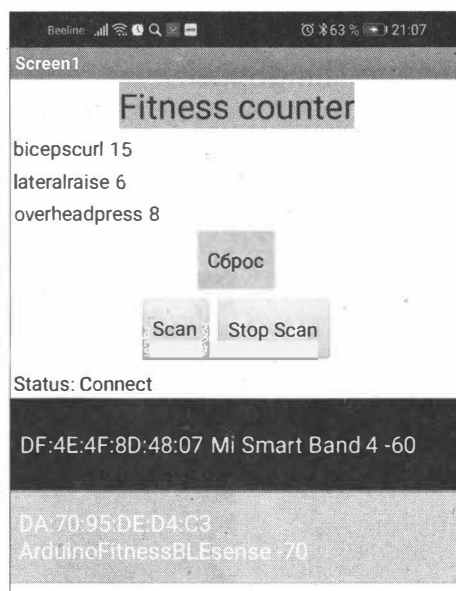 Beeline 63 % 21:07
Screen1
Fitness counter
bicepscurl 15
lateralraise 6
overheadpress 8
Сброс
Scan Stop Scan
Status: Connect
DF:4E:4F:8D:48:07 Mi Smart Band 4 -60
DA:70:95:DE:D4:C3
ArduinoFitnessBLEsense -70